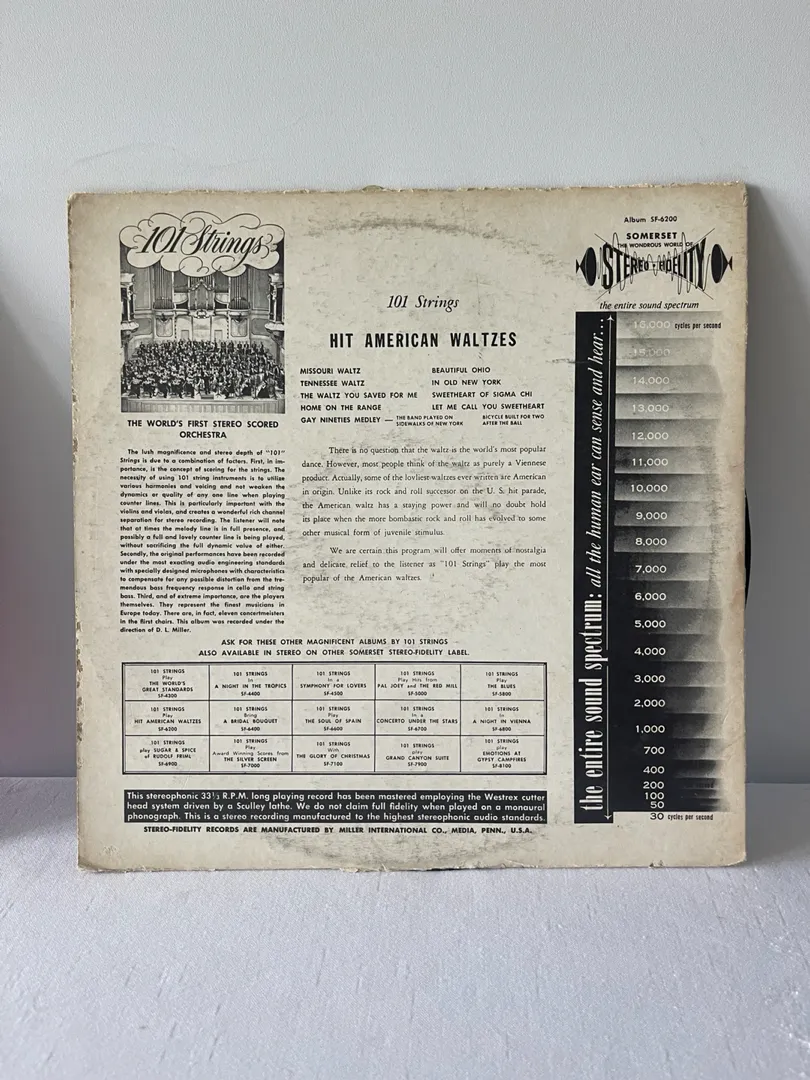 101 Strings
THE WORLD'S FIRST STEREO SCORED
ORCHESTRA
The lush magnificence and stereo depth of "101"
Strings is due to a combination of factors. First, in im-
portance, is the concept of scoring for the strings. The
necessity of using 101 string instruments is to utilize
various harmonies and voicing and not weaken the
dynamics or quality of any one line when playing
counter lines. This is particularly important with the
violins and violas, and creates a wonderful rich channel
separation for stereo recording. The listener will note
that at times the melody line is in full presence, and
possibly a full and lovely counter line is being played,
without sacrificing the full dynamic value of either.
Secondly, the original performances have been recorded
under the most exacting audio engineering standards
with specially designed microphones with characteristics
to compensate for any possible distortion from the tre-
mendous bass frequency response in cello and string
bass. Third, and of extreme importance, are the players
themselves. They represent the finest musicians in
Europe today. There are, in fact, eleven concertmeisters
in the first chairs. This album was recorded under the
direction of D. L. Miller.
101 Strings
HIT AMERICAN WALTZES
MISSOURI WALTZ
TENNESSEE WALTZ
THE WALTZ YOU SAVED FOR ME
HOME ON THE RANGE
BEAUTIFUL OHIO
IN OLD NEW YORK
SWEETHEART OF SIGMA CHI
LET ME CALL YOU SWEETHEART
GAY NINETIES MEDLEY — THE BAND PLAYED ON BICYCLE BUILT FOR TWO
SIDEWALKS OF NEW YORK AFTER THE BALL
There is no question that the waltz is the world's most popular
dance. However, most people think of the waltz as purely a Viennese
product. Actually, some of the lovliest waltzes ever written are American
in origin. Unlike its rock and roll successor on the U. S. hit parade,
the American waltz has a staying power and will no doubt hold
its place when the more bombastic rock and roll has evolved to some
other musical form of juvenile stimulus.
We are certain this program will offer moments of nostalgia
and delicate relief to the listener as "101 Strings" play the most
popular of the American waltzes.
ASK FOR THESE OTHER MAGNIFICENT ALBUMS BY 101 STRINGS
ALSO AVAILABLE IN STEREO ON OTHER SOMERSET STEREO-FIDELITY LABEL.
101 STRINGS
Play
THE WORLD'S
GREAT STANDARDS
SF-4300
101 STRINGS
In
A NIGHT IN THE TROPICS
SF-4400
101 STRINGS
In a
SYMPHONY FOR LOVERS
SF-4500
101 STRINGS
Play Hits from
PAL JOEY and THE RED MILL
SF-5000
101 STRINGS
Play
THE BLUES
SF-5800
101 STRINGS
Play
HIT AMERICAN WALTZES
SF-6200
101 STRINGS
Bring
A BRIDAL BOUQUET
SF-6400
101 STRINGS
Play
THE SOUL OF SPAIN
SF-6600
101 STRINGS
In a
CONCERTO UNDER THE STARS
SF-6700
101 STRINGS
In
A NIGHT IN VIENNA
SF-6800
101 STRINGS
play SUGAR & SPICE
of RUDOLF FRIML
SF-6900
101 STRINGS
Play
Award Winning Scores from
THE SILVER SCREEN
SF-7000
101 STRINGS
With
THE GLORY OF CHRISTMAS
SF-7100
101 STRINGS
play
GRAND CANYON SUITE
SF-7900
101 STRINGS
play
EMOTIONS AT
GYPSY CAMPFIRES
SF-8100
This stereophonic 33⅓ R.P.M. long playing record has been mastered employing the Westrex cutter
head system driven by a Sculley lathe. We do not claim full fidelity when played on a monaural
phonograph. This is a stereo recording manufactured to the highest stereophonic audio standards.
STEREO-FIDELITY RECORDS ARE MANUFACTURED BY MILLER INTERNATIONAL CO., MEDIA, PENN., U.S.A.
Album SF-6200
SOMERSET
THE WONDROUS WORLD OF
STEREO-FIDELITY
the entire sound spectrum
the entire sound spectrum: all the human ear can sense and hear...
16,000 cycles per second
15,000
14,000
13,000
12,000
11,000
10,000
9,000
8,000
7,000
6,000
5,000
4,000
3,000
2,000
1,000
700
400
200
100
50
30 cycles per second